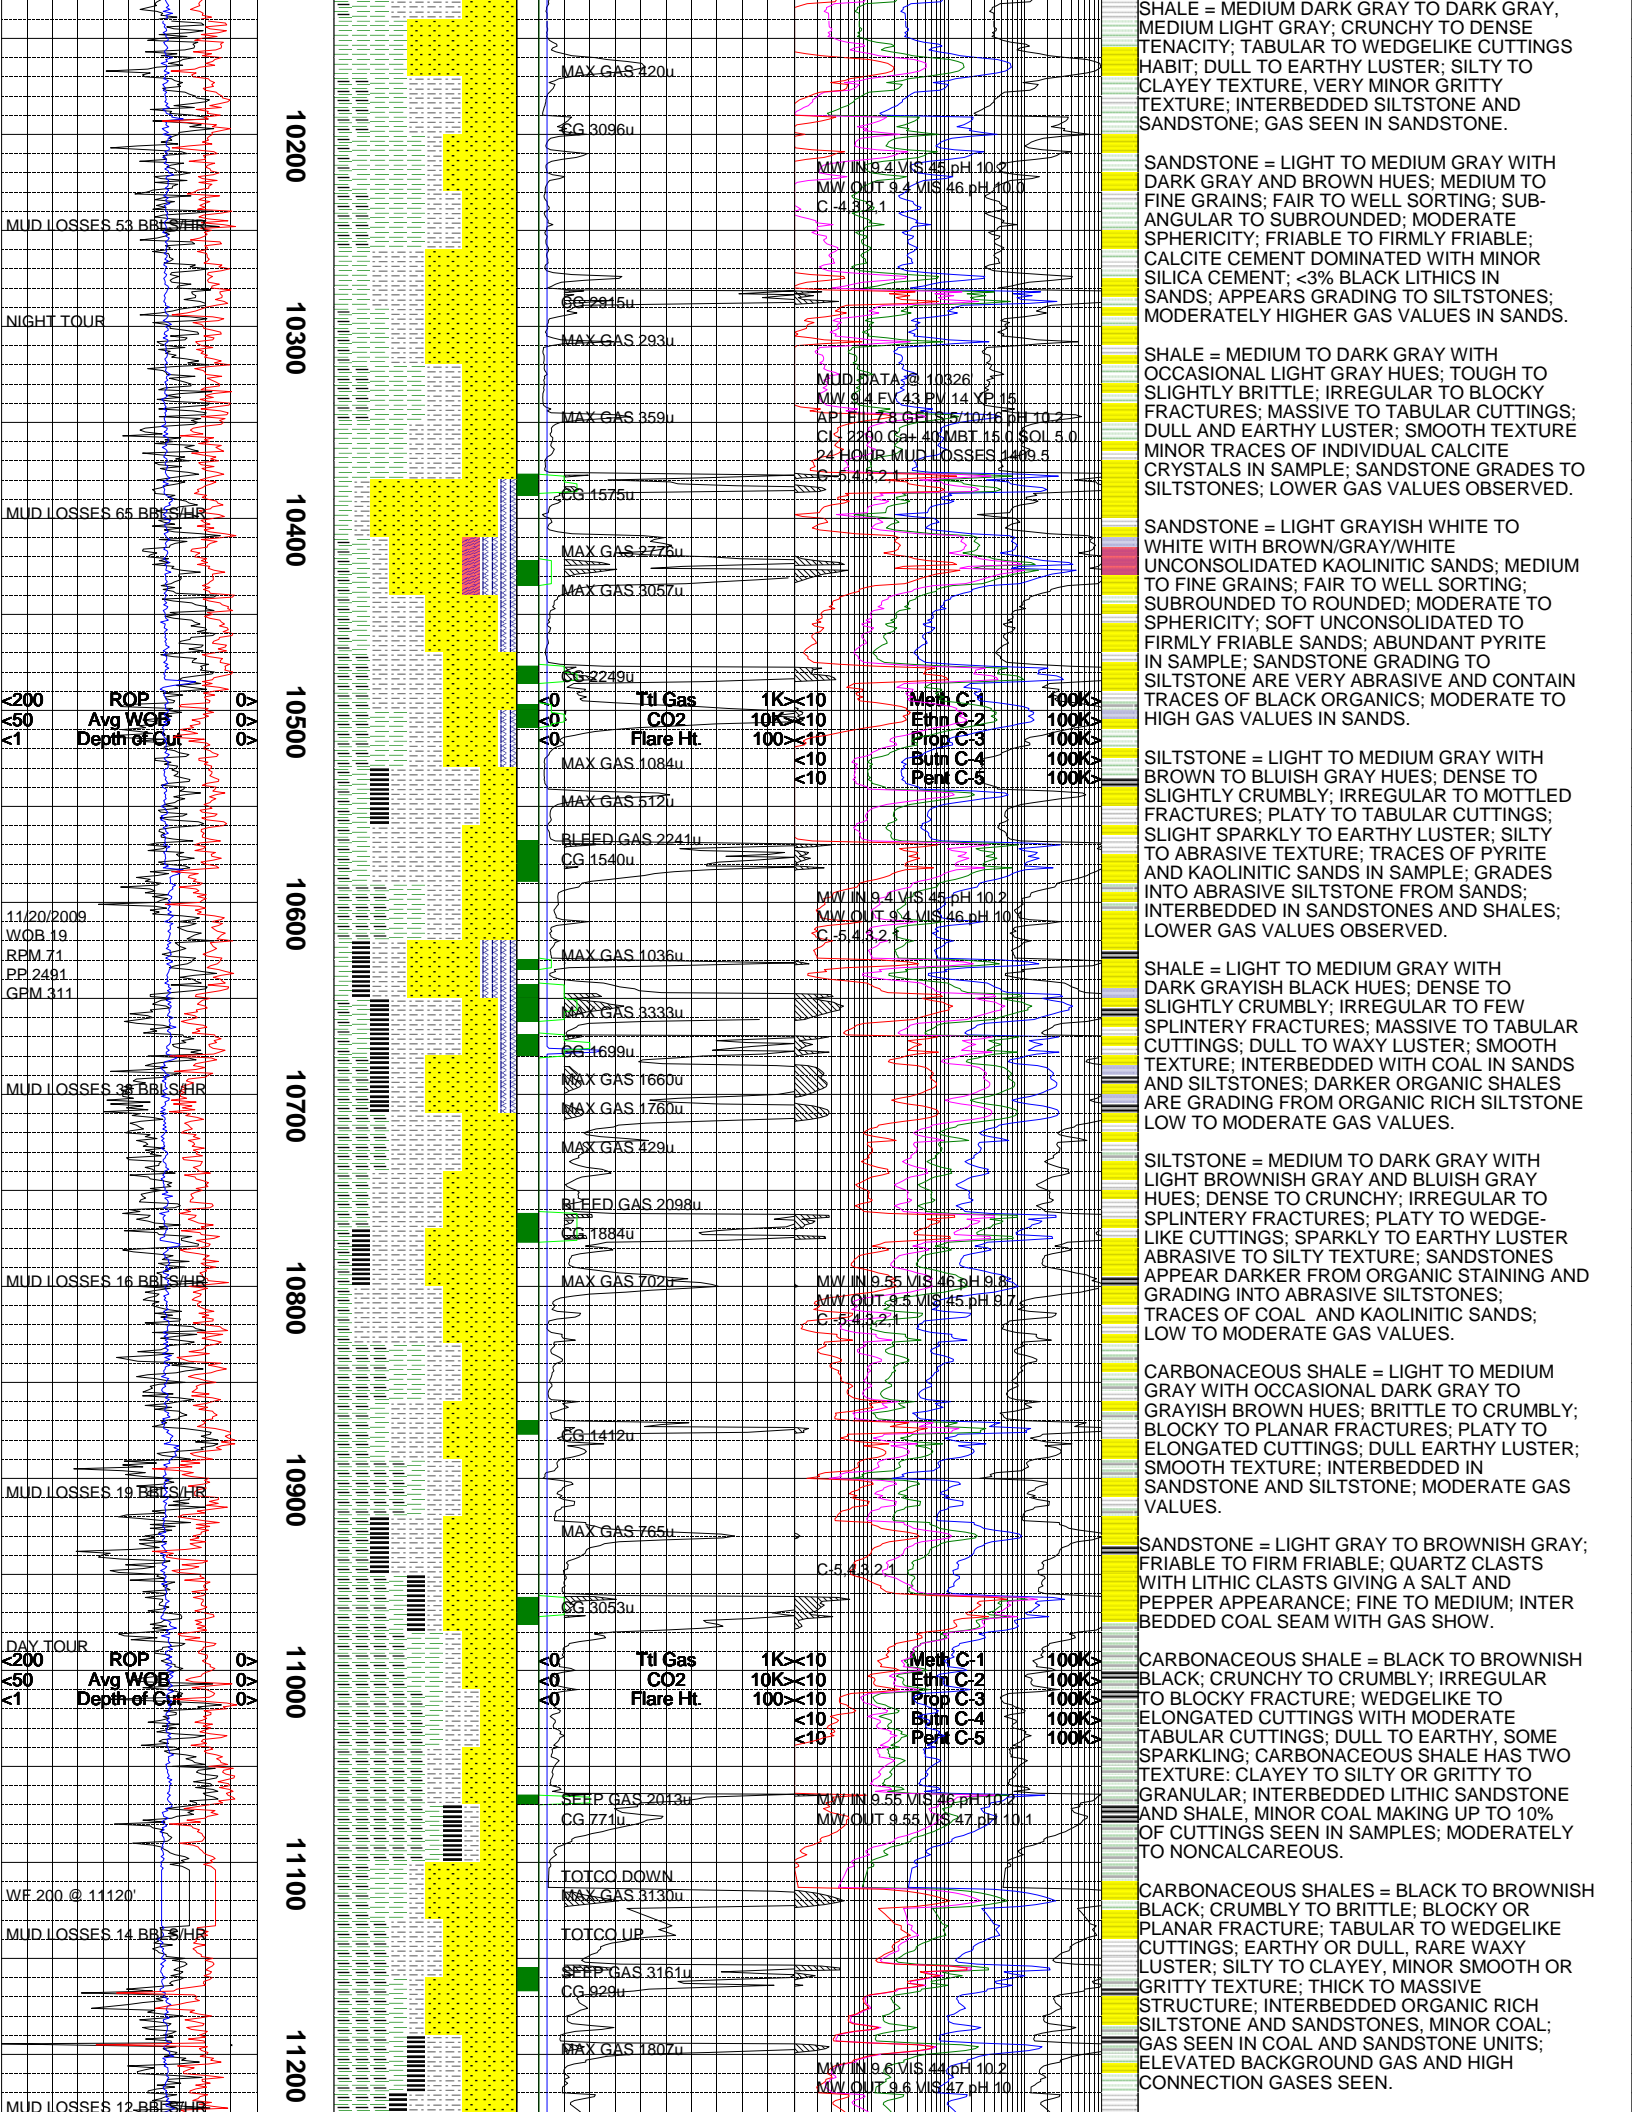 MUD LOSSES 53 BBLS/HR
NIGHT TOUR
MUD LOSSES 65 BBLS/HR
<200 ROP 0>
<50 Avg WOB 0>
<1 Depth of Cut 0>
11/20/2009
WOB 19
RPM 71
PP 2491
GPM 311
MUD LOSSES 38 BBLS/HR
MUD LOSSES 16 BBLS/HR
MUD LOSSES 19 BBLS/HR
DAY TOUR
<200 ROP 0>
<50 Avg WOB 0>
<1 Depth of Cut 0>
WF 200 @ 11120'
MUD LOSSES 14 BBLS/HR
MUD LOSSES 12 BBLS/HR
10200
10300
10400
10500
10600
10700
10800
10900
11000
11100
11200
MAX GAS 420u
CG 3096u
CG 2915u
MAX GAS 293u
MAX GAS 359u
CG 1575u
MAX GAS 2776u
MAX GAS 3057u
CG 2249u
<0 Ttl Gas 1K>
<0 CO2 10K>
<0 Flare Ht. 100>
MAX GAS 1084u
MAX GAS 512u
BLEED GAS 2241u
CG 1540u
MAX GAS 1036u
MAX GAS 3333u
CG 1699u
MAX GAS 1660u
MAX GAS 1760u
MAX GAS 429u
BLEED GAS 2098u
CG 1884u
MAX GAS 702u
CG 1412u
MAX GAS 765u
CG 3053u
<0 Ttl Gas 1K>
<0 CO2 10K>
<0 Flare Ht. 100>
SEEP GAS 2013u
CG 771u
TOTCO DOWN
MAX GAS 3130u
TOTCO UP
SEEP GAS 3161u
CG 929u
MAX GAS 1807u
MW IN 9.4 VIS 45 pH 10.2
MW OUT 9.4 VIS 46 pH 10.0
C -4,3,2,1
MUD DATA @ 10326'
MW 9.4 FV 43 PV 14 YP 15
API FIL 7.8 GELS 5/10/16 pH 10.2
CL- 2200 Ca+ 40 MBT 15.0 SOL 5.0
24 HOUR MUD LOSSES 1469.5
C -5,4,3,2,1
<10 Meth C-1 100K>
<10 Ethn C-2 100K>
<10 Prop C-3 100K>
<10 Butn C-4 100K>
<10 Pent C-5 100K>
MW IN 9.4 VIS 45 pH 10.2
MW OUT 9.4 VIS 46 pH
C -5,4,3,2,1
MW IN 9.55 VIS 46 pH 9.8
MW OUT 9.5 VIS 45 pH 9.7
C -5,4,3,2,1
C-5,4,3,2,1
<10 Meth C-1 100K>
<10 Ethn C-2 100K>
<10 Prop C-3 100K>
<10 Butn C-4 100K>
<10 Pent C-5 100K>
MW IN 9.55 VIS 46 pH 10.2
MW OUT 9.55 VIS 47 pH 10.1
MW IN 9.6 VIS 44 pH 10.2
MW OUT 9.6 VIS 47 pH 10
SHALE = MEDIUM DARK GRAY TO DARK GRAY,
MEDIUM LIGHT GRAY; CRUNCHY TO DENSE
TENACITY; TABULAR TO WEDGELIKE CUTTINGS
HABIT; DULL TO EARTHY LUSTER; SILTY TO
CLAYEY TEXTURE, VERY MINOR GRITTY
TEXTURE; INTERBEDDED SILTSTONE AND
SANDSTONE; GAS SEEN IN SANDSTONE.
SANDSTONE = LIGHT TO MEDIUM GRAY WITH
DARK GRAY AND BROWN HUES; MEDIUM TO
FINE GRAINS; FAIR TO WELL SORTING; SUB-
ANGULAR TO SUBROUNDED; MODERATE
SPHERICITY; FRIABLE TO FIRMLY FRIABLE;
CALCITE CEMENT DOMINATED WITH MINOR
SILICA CEMENT; <3% BLACK LITHICS IN
SANDS; APPEARS GRADING TO SILTSTONES;
MODERATELY HIGHER GAS VALUES IN SANDS.
SHALE = MEDIUM TO DARK GRAY WITH
OCCASIONAL LIGHT GRAY HUES; TOUGH TO
SLIGHTLY BRITTLE; IRREGULAR TO BLOCKY
FRACTURES; MASSIVE TO TABULAR CUTTINGS;
DULL AND EARTHY LUSTER; SMOOTH TEXTURE
MINOR TRACES OF INDIVIDUAL CALCITE
CRYSTALS IN SAMPLE; SANDSTONE GRADES TO
SILTSTONES; LOWER GAS VALUES OBSERVED.
SANDSTONE = LIGHT GRAYISH WHITE TO
WHITE WITH BROWN/GRAY/WHITE
UNCONSOLIDATED KAOLINITIC SANDS; MEDIUM
TO FINE GRAINS; FAIR TO WELL SORTING;
SUBROUNDED TO ROUNDED; MODERATE TO
SPHERICITY; SOFT UNCONSOLIDATED TO
FIRMLY FRIABLE SANDS; ABUNDANT PYRITE
IN SAMPLE; SANDSTONE GRADING TO
SILTSTONE ARE VERY ABRASIVE AND CONTAIN
TRACES OF BLACK ORGANICS; MODERATE TO
HIGH GAS VALUES IN SANDS.
SILTSTONE = LIGHT TO MEDIUM GRAY WITH
BROWN TO BLUISH GRAY HUES; DENSE TO
SLIGHTLY CRUMBLY; IRREGULAR TO MOTTLED
FRACTURES; PLATY TO TABULAR CUTTINGS;
SLIGHT SPARKLY TO EARTHY LUSTER; SILTY
TO ABRASIVE TEXTURE; TRACES OF PYRITE
AND KAOLINITIC SANDS IN SAMPLE; GRADES
INTO ABRASIVE SILTSTONE FROM SANDS;
INTERBEDDED IN SANDSTONES AND SHALES;
LOWER GAS VALUES OBSERVED.
SHALE = LIGHT TO MEDIUM GRAY WITH
DARK GRAYISH BLACK HUES; DENSE TO
SLIGHTLY CRUMBLY; IRREGULAR TO FEW
SPLINTERY FRACTURES; MASSIVE TO TABULAR
CUTTINGS; DULL TO WAXY LUSTER; SMOOTH
TEXTURE; INTERBEDDED WITH COAL IN SANDS
AND SILTSTONES; DARKER ORGANIC SHALES
ARE GRADING FROM ORGANIC RICH SILTSTONE
LOW TO MODERATE GAS VALUES.
SILTSTONE = MEDIUM TO DARK GRAY WITH
LIGHT BROWNISH GRAY AND BLUISH GRAY
HUES; DENSE TO CRUNCHY; IRREGULAR TO
SPLINTERY FRACTURES; PLATY TO WEDGE-
LIKE CUTTINGS; SPARKLY TO EARTHY LUSTER
ABRASIVE TO SILTY TEXTURE; SANDSTONES
APPEAR DARKER FROM ORGANIC STAINING AND
GRADING INTO ABRASIVE SILTSTONES;
TRACES OF COAL AND KAOLINITIC SANDS;
LOW TO MODERATE GAS VALUES.
CARBONACEOUS SHALE = LIGHT TO MEDIUM
GRAY WITH OCCASIONAL DARK GRAY TO
GRAYISH BROWN HUES; BRITTLE TO CRUMBLY;
BLOCKY TO PLANAR FRACTURES; PLATY TO
ELONGATED CUTTINGS; DULL EARTHY LUSTER;
SMOOTH TEXTURE; INTERBEDDED IN
SANDSTONE AND SILTSTONE; MODERATE GAS
VALUES.
SANDSTONE = LIGHT GRAY TO BROWNISH GRAY;
FRIABLE TO FIRM FRIABLE; QUARTZ CLASTS
WITH LITHIC CLASTS GIVING A SALT AND
PEPPER APPEARANCE; FINE TO MEDIUM; INTER
BEDDED COAL SEAM WITH GAS SHOW.
CARBONACEOUS SHALE = BLACK TO BROWNISH
BLACK; CRUNCHY TO CRUMBLY; IRREGULAR
TO BLOCKY FRACTURE; WEDGELIKE TO
ELONGATED CUTTINGS WITH MODERATE
TABULAR CUTTINGS; DULL TO EARTHY, SOME
SPARKLING; CARBONACEOUS SHALE HAS TWO
TEXTURE: CLAYEY TO SILTY OR GRITTY TO
GRANULAR; INTERBEDDED LITHIC SANDSTONE
AND SHALE, MINOR COAL MAKING UP TO 10%
OF CUTTINGS SEEN IN SAMPLES; MODERATELY
TO NONCALCAREOUS.
CARBONACEOUS SHALES = BLACK TO BROWNISH
BLACK; CRUMBLY TO BRITTLE; BLOCKY OR
PLANAR FRACTURE; TABULAR TO WEDGELIKE
CUTTINGS; EARTHY OR DULL, RARE WAXY
LUSTER; SILTY TO CLAYEY, MINOR SMOOTH OR
GRITTY TEXTURE; THICK TO MASSIVE
STRUCTURE; INTERBEDDED ORGANIC RICH
SILTSTONE AND SANDSTONES, MINOR COAL;
GAS SEEN IN COAL AND SANDSTONE UNITS;
ELEVATED BACKGROUND GAS AND HIGH
CONNECTION GASES SEEN.